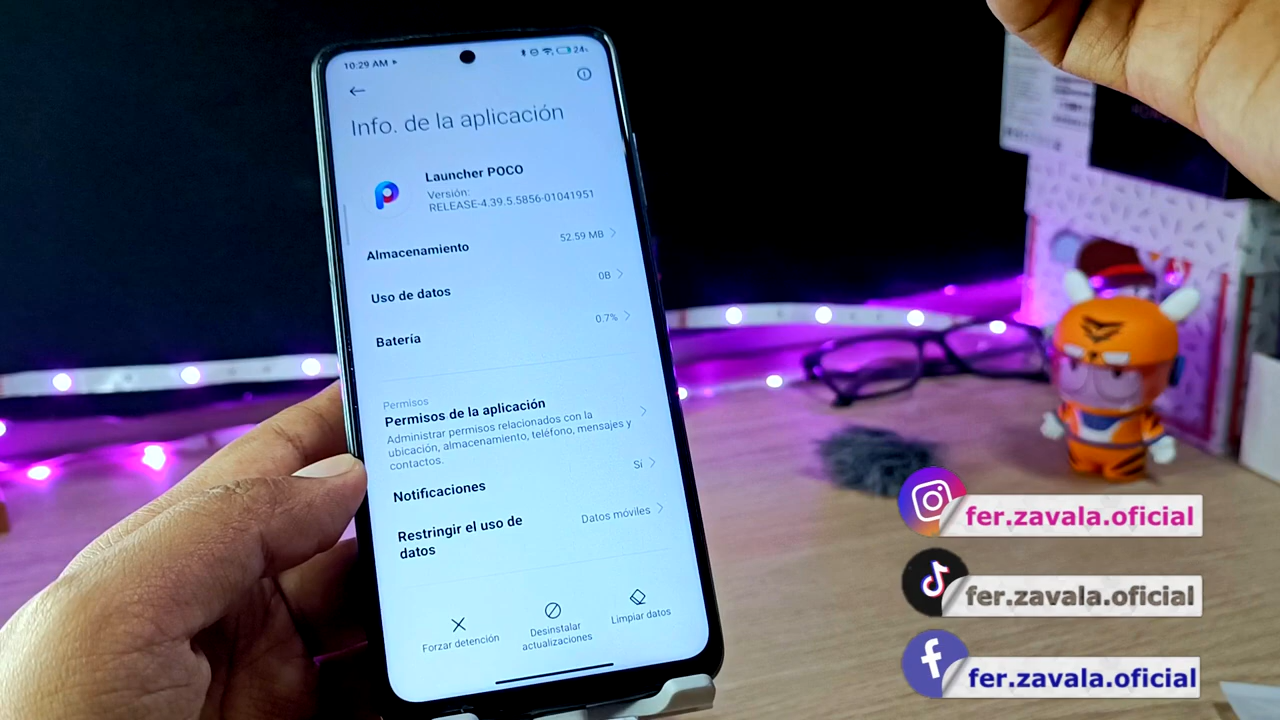 10:29 AM
24
Info. de la aplicación
Launcher POCO
Versión:
RELEASE-4.39.5.5856-01041951
Almacenamiento
52.59 MB
Uso de datos
0B
Batería
0.7%
Permisos
Permisos de la aplicación
Administrar permisos relacionados con la
ubicación, almacenamiento, teléfono, mensajes y
contactos.
Notificaciones
Sí
Restringir el uso de
datos
Datos móviles
Forzar detención
Desinstalar
actualizaciones
Limpiar datos
fer.zavala.oficial
fer.zavala.oficial
fer.zavala.oficial